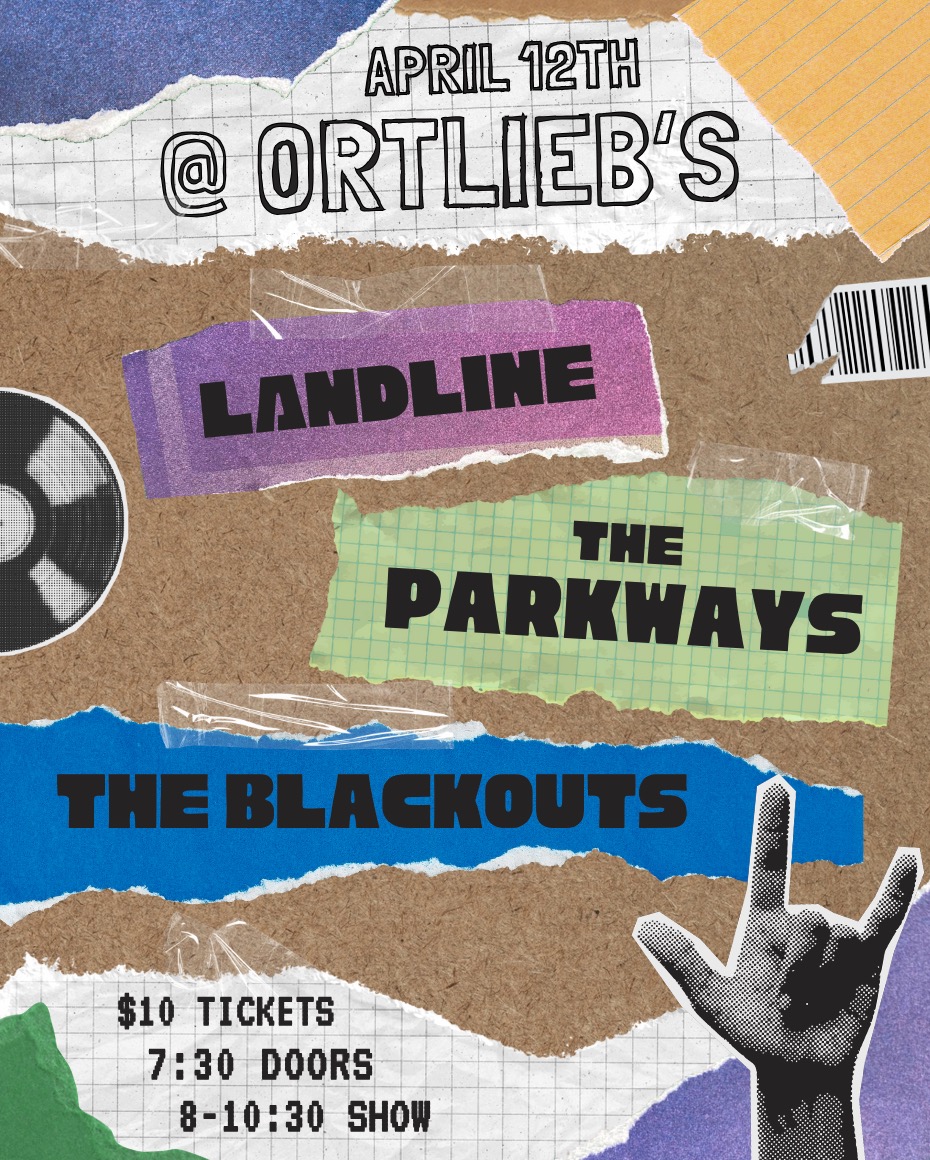 APRIL 12TH
@ ORTLIEB'S
LANDLINE
THE
PARKWAYS
THE BLACKOUTS
$10 TICKETS
7:30 DOORS
8-10:30 SHOW